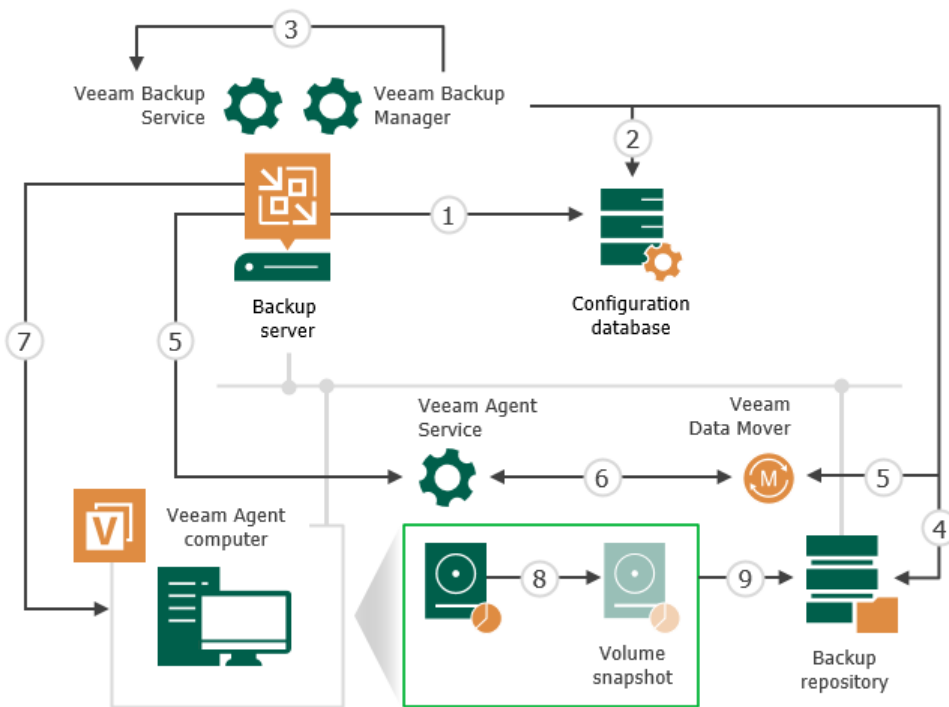 3
Veeam Backup
Service
Veeam Backup
Manager
2
1
Backup
server
Configuration
database
7
5
Veeam Agent
Service
Veeam
Data Mover
6
5
M
V
Veeam Agent
computer
4
8
9
Volume
snapshot
Backup
repository